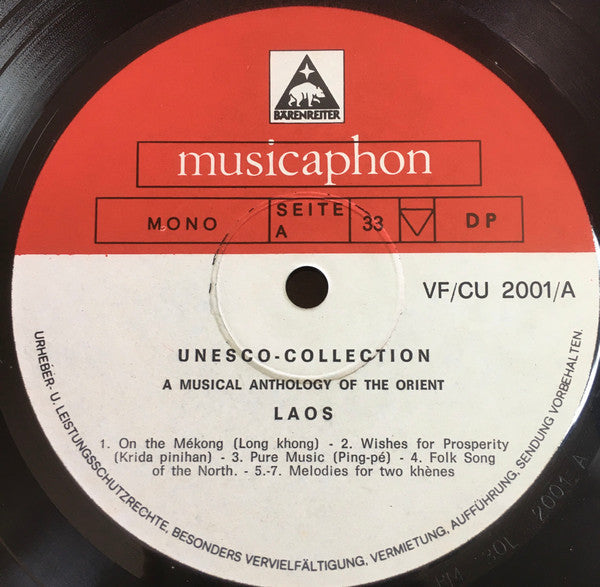 BÄRENREITER
musicaphon
MONO SEITE A 33 DP
VF/CU 2001/A
UNESCO-COLLECTION
A MUSICAL ANTHOLOGY OF THE ORIENT
LAOS
1. On the Mékong (Long khong) - 2. Wishes for Prosperity
(Krida pinihan) - 3. Pure Music (Ping-pé) - 4. Folk Song
of the North. - 5.-7. Melodies for two khènes
URHEBER- U. LEISTUNGSSCHUTZRECHTE, BESONDERS VERVIELFÄLTIGUNG, VERMIETUNG, AUFFÜHRUNG, SENDUNG VORBEHALTEN.
2001 A